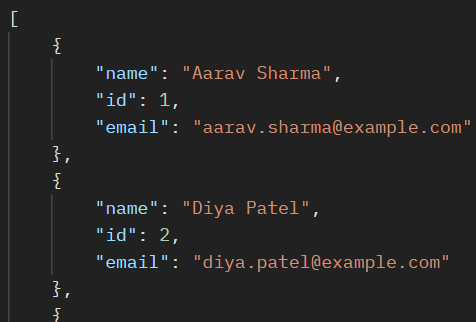 [
    {
        "name": "Aarav Sharma",
        "id": 1,
        "email": "aarav.sharma@example.com"
    },
    {
        "name": "Diya Patel",
        "id": 2,
        "email": "diya.patel@example.com"
    },
    {